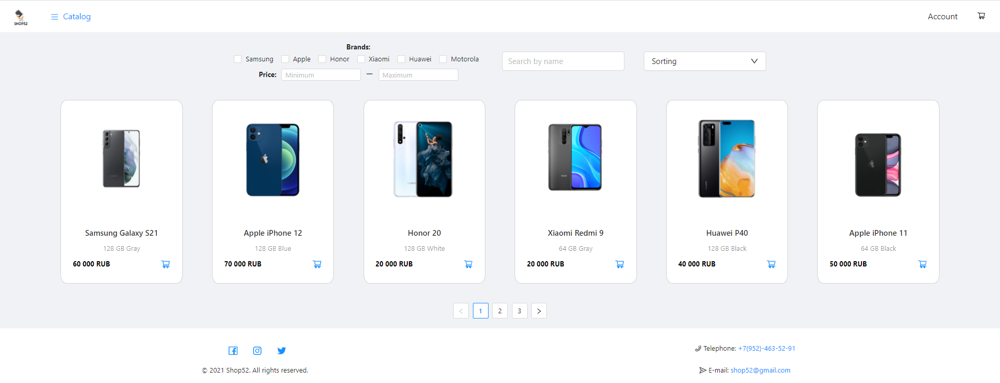 SHOP52
Catalog
Account
Brands:
Samsung Apple Honor Xiaomi Huawei Motorola
Price: Minimum — Maximum
Search by name
Sorting
Samsung Galaxy S21
128 GB Gray
60 000 RUB
Apple iPhone 12
128 GB Blue
70 000 RUB
Honor 20
128 GB White
20 000 RUB
Xiaomi Redmi 9
64 GB Gray
20 000 RUB
Huawei P40
128 GB Black
40 000 RUB
Apple iPhone 11
64 GB Black
50 000 RUB
< 1 2 3 >
Telephone: +7(952)-463-52-91
© 2021 Shop52. All rights reserved.
E-mail: shop52@gmail.com